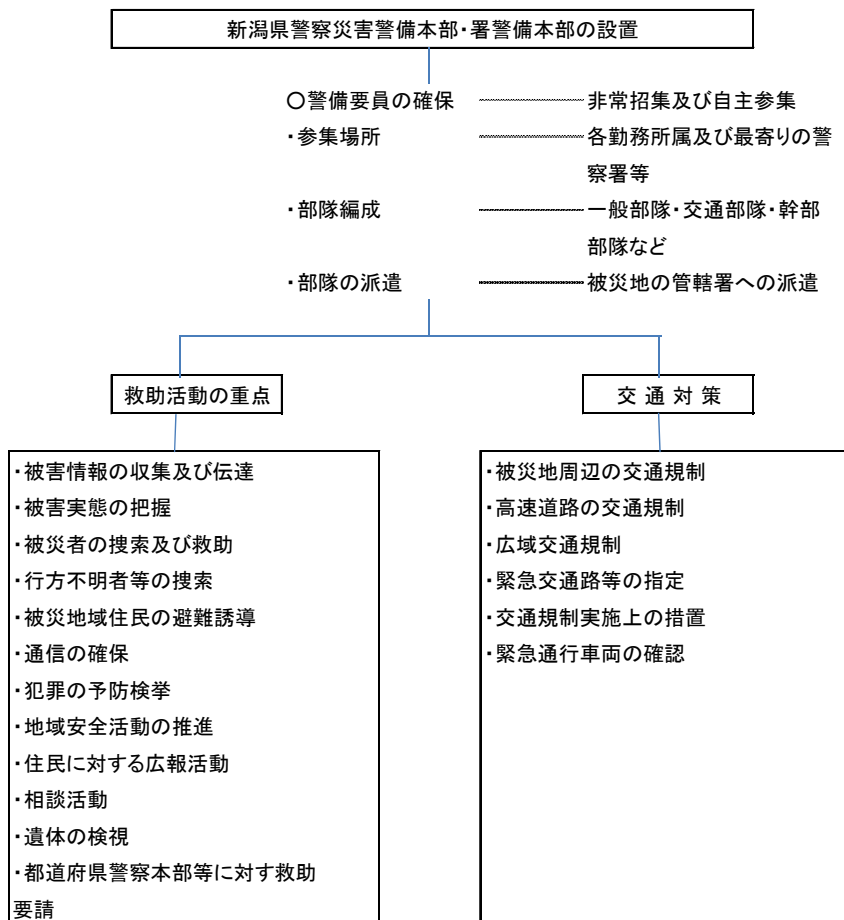 新潟県警察災害警備本部・署警備本部の設置
○警備要員の確保 非常招集及び自主参集
・参集場所 各勤務所属及び最寄りの警
察署等
・部隊編成 一般部隊・交通部隊・幹部
部隊など
・部隊の派遣 被災地の管轄署への派遣
救助活動の重点
・被害情報の収集及び伝達
・被害実態の把握
・被災者の捜索及び救助
・行方不明者等の捜索
・被災地域住民の避難誘導
・通信の確保
・犯罪の予防検挙
・地域安全活動の推進
・住民に対する広報活動
・相談活動
・遺体の検視
・都道府県警察本部等に対す救助
要請
交 通 対 策
・被災地周辺の交通規制
・高速道路の交通規制
・広域交通規制
・緊急交通路等の指定
・交通規制実施上の措置
・緊急通行車両の確認